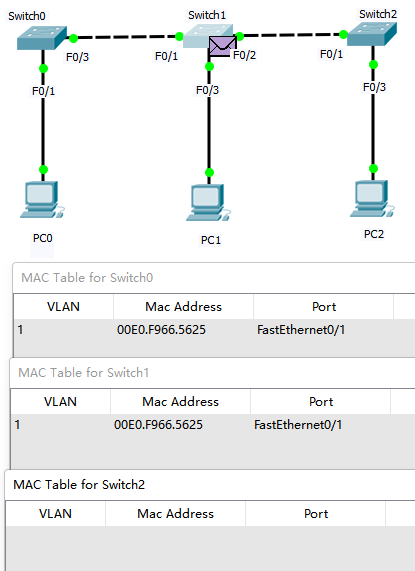 Switch0 Switch1 Switch2
F0/3 F0/1 F0/2 F0/1
F0/1 F0/3 F0/3
PC0 PC1 PC2
MAC Table for Switch0
VLAN Mac Address Port
1 00E0.F966.5625 FastEthernet0/1
MAC Table for Switch1
VLAN Mac Address Port
1 00E0.F966.5625 FastEthernet0/1
MAC Table for Switch2
VLAN Mac Address Port